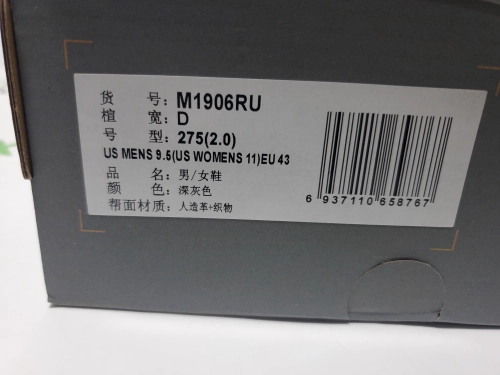 货 号: M1906RU
楦 宽: D
号 型: 275(2.0)
US MENS 9.5(US WOMENS 11)EU 43
品 名: 男/女鞋
颜 色: 深灰色
帮面材质: 人造革+织物
6 937110 658767